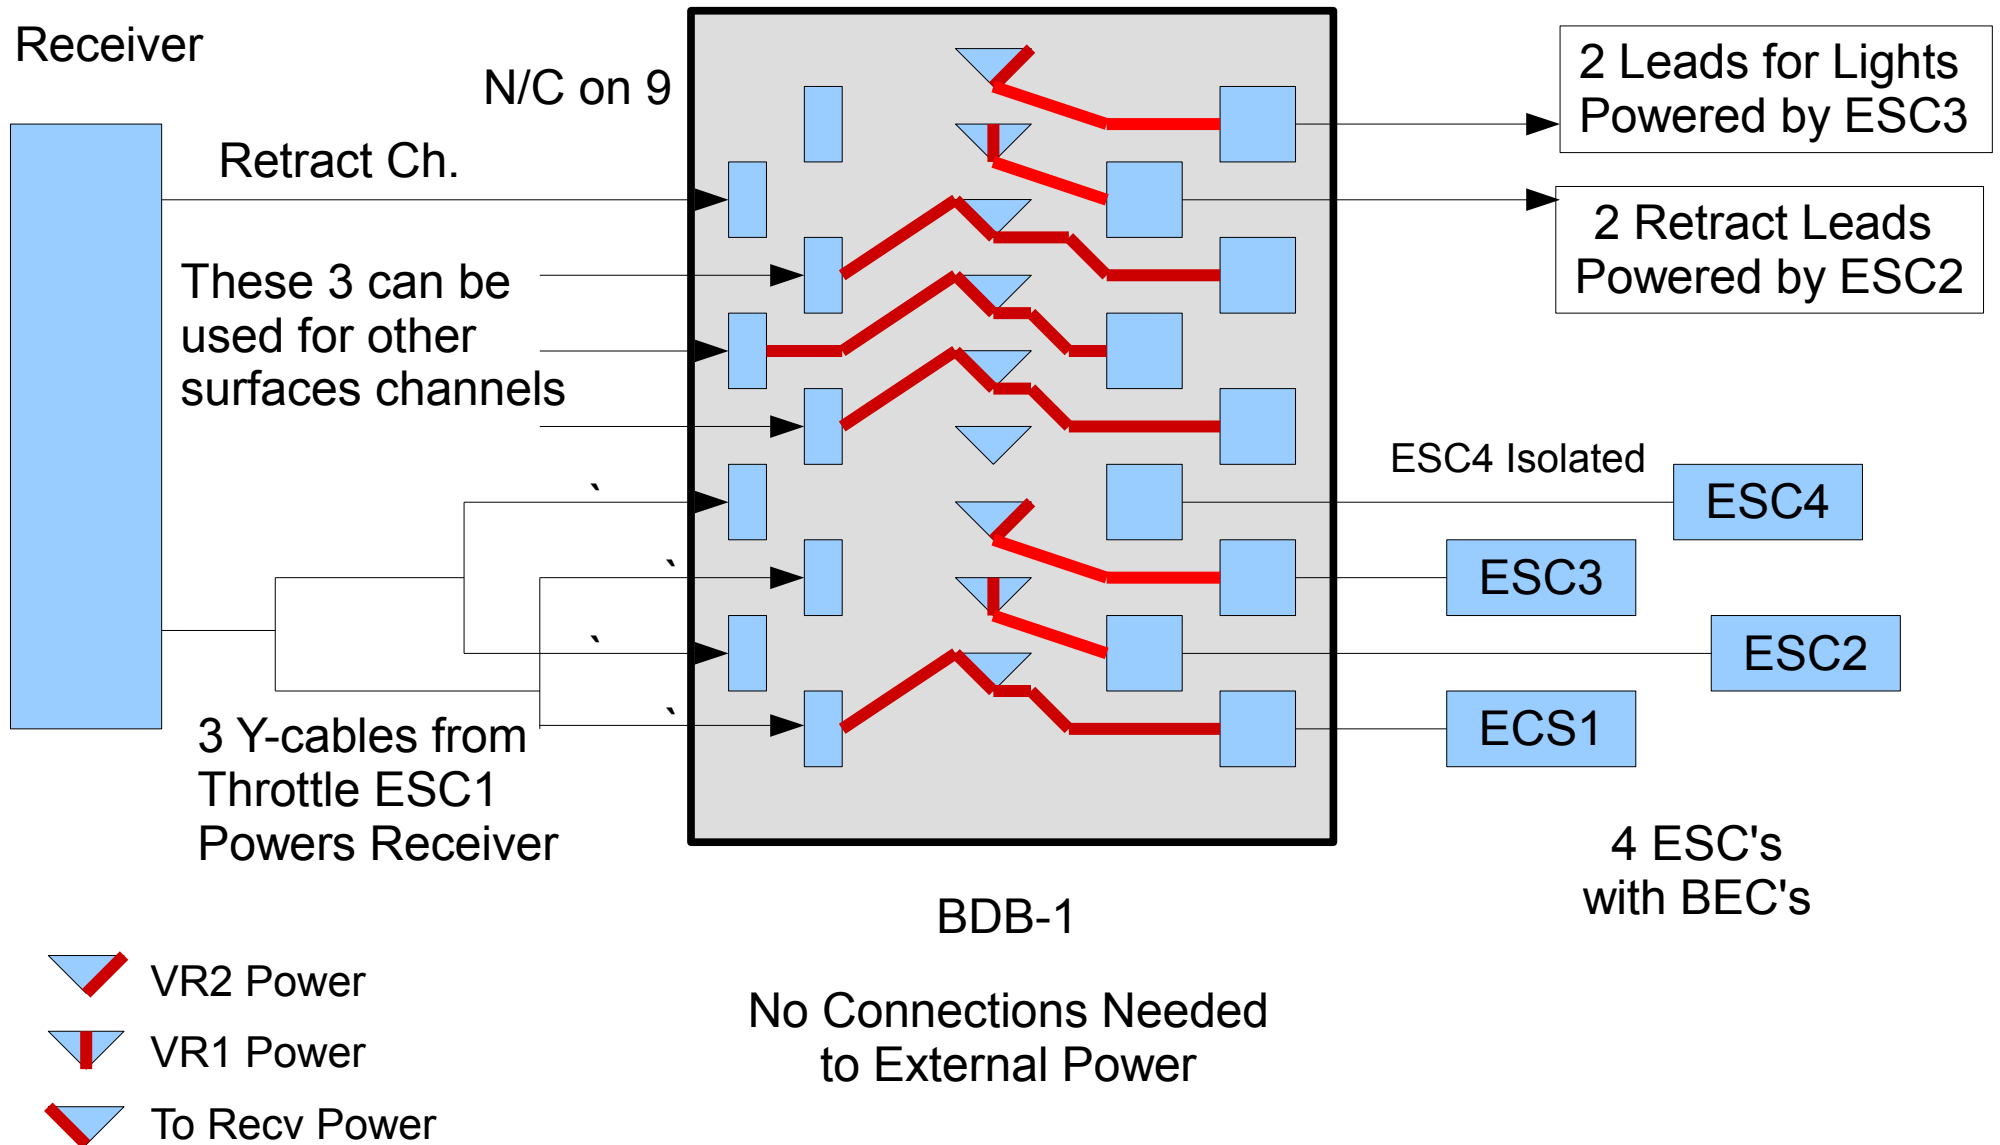 Receiver
N/C on 9
2 Leads for Lights
Powered by ESC3
Retract Ch.
2 Retract Leads
Powered by ESC2
These 3 can be
used for other
surfaces channels
ESC4 Isolated
ESC4
`
ESC3
`
ESC2
`
ECS1
`
3 Y-cables from
Throttle ESC1
Powers Receiver
4 ESC's
with BEC's
BDB-1
No Connections Needed
to External Power
VR2 Power
VR1 Power
To Recv Power